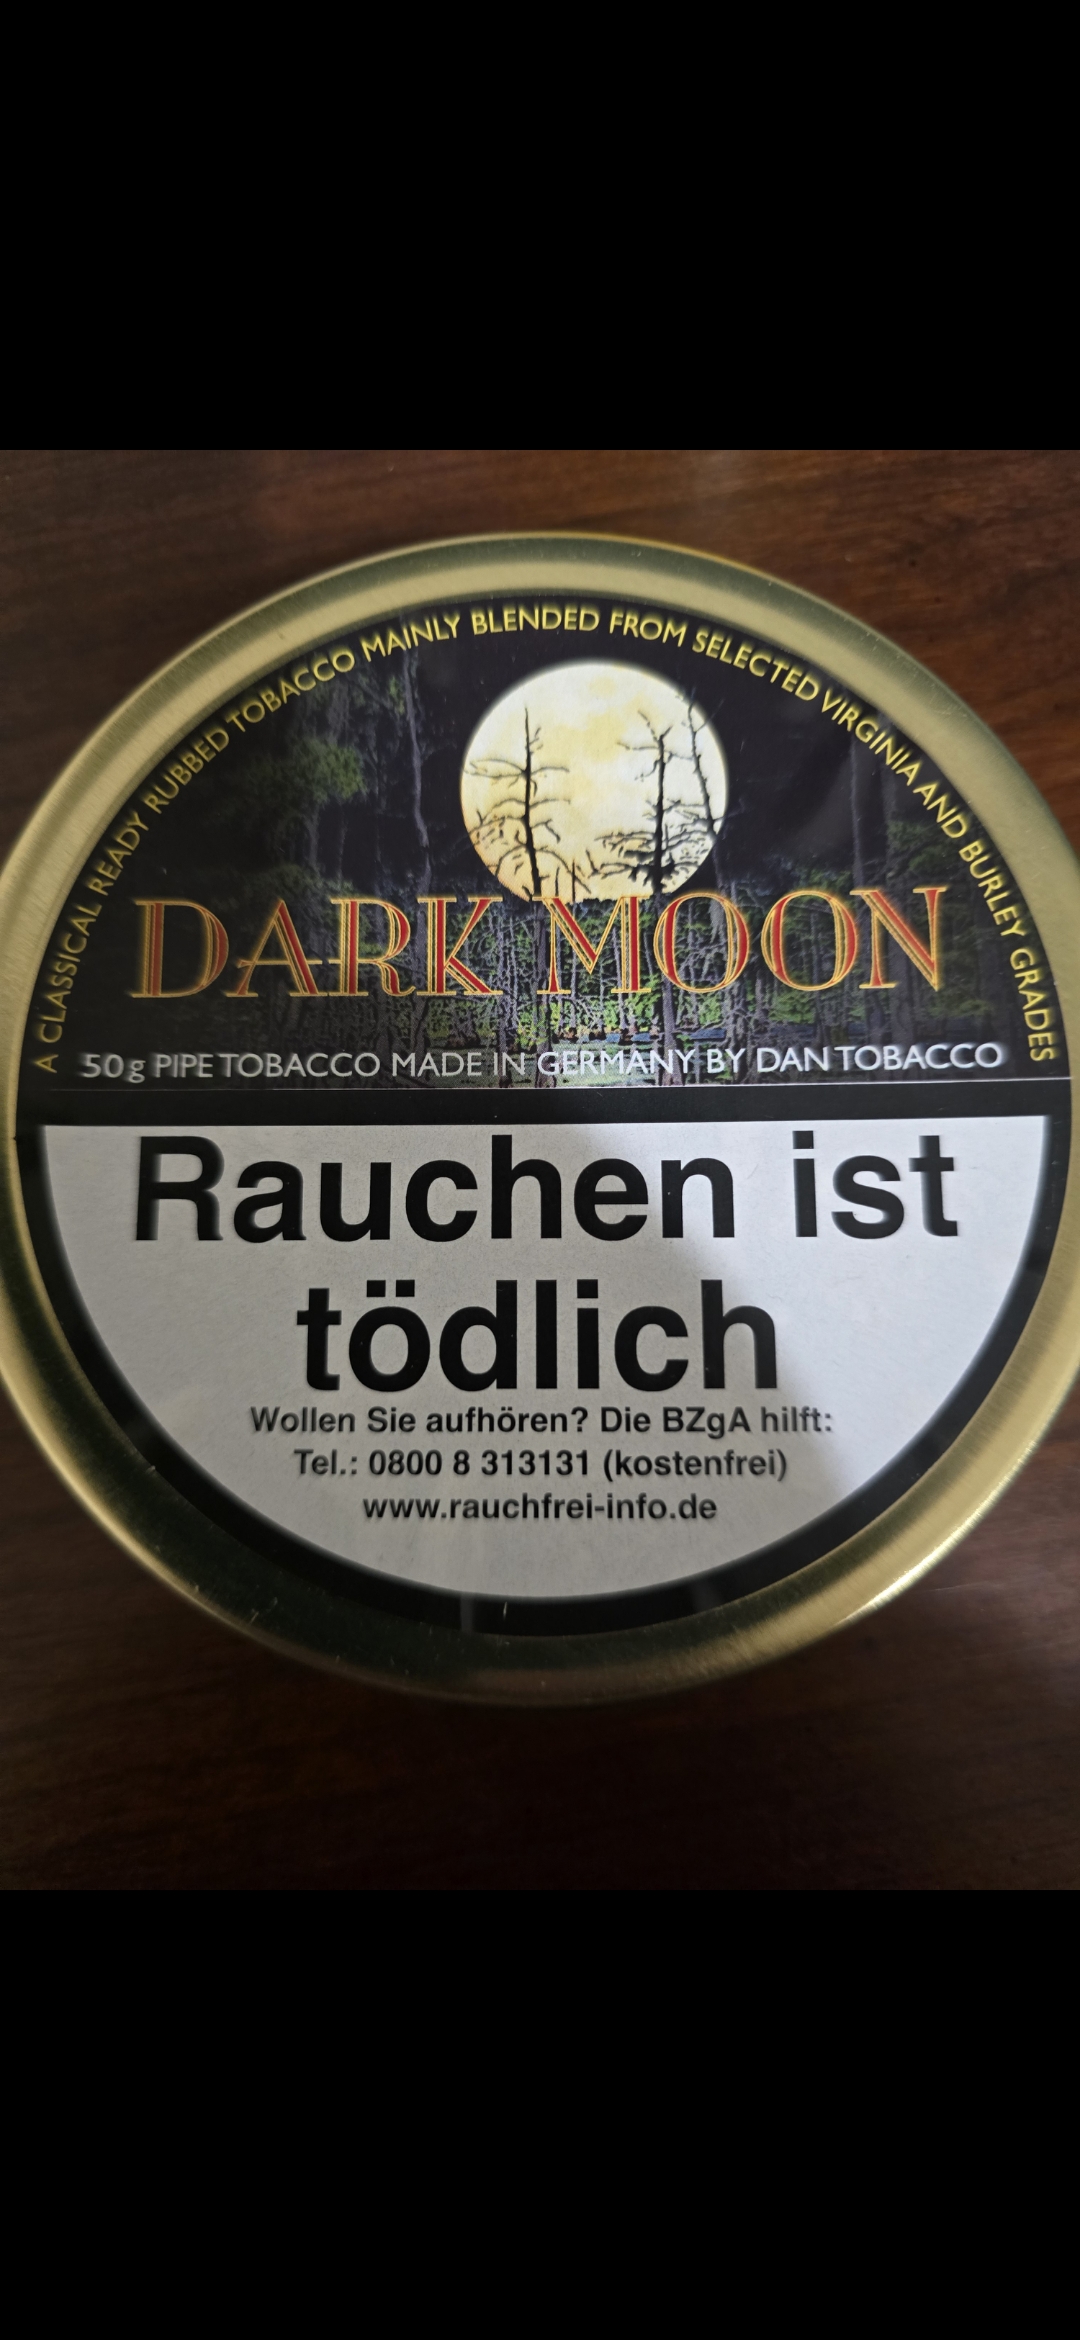 A CLASSICAL READY RUBBED TOBACCO MAINLY BLENDED FROM SELECTED VIRGINIA AND BURLEY GRADES
DARK MOON
50g PIPE TOBACCO MADE IN GERMANY BY DAN TOBACCO
Rauchen ist
tödlich
Wollen Sie aufhören? Die BZgA hilft:
Tel.: 0800 8 313131 (kostenfrei)
www.rauchfrei-info.de